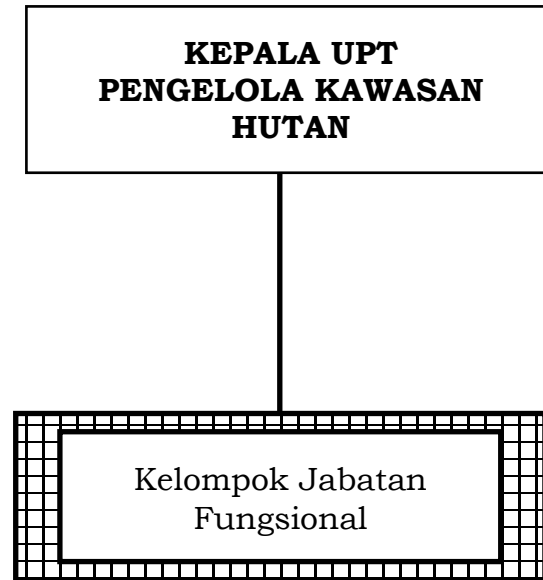 KEPALA UPT
PENGELOLA KAWASAN
HUTAN
Kelompok Jabatan
Fungsional